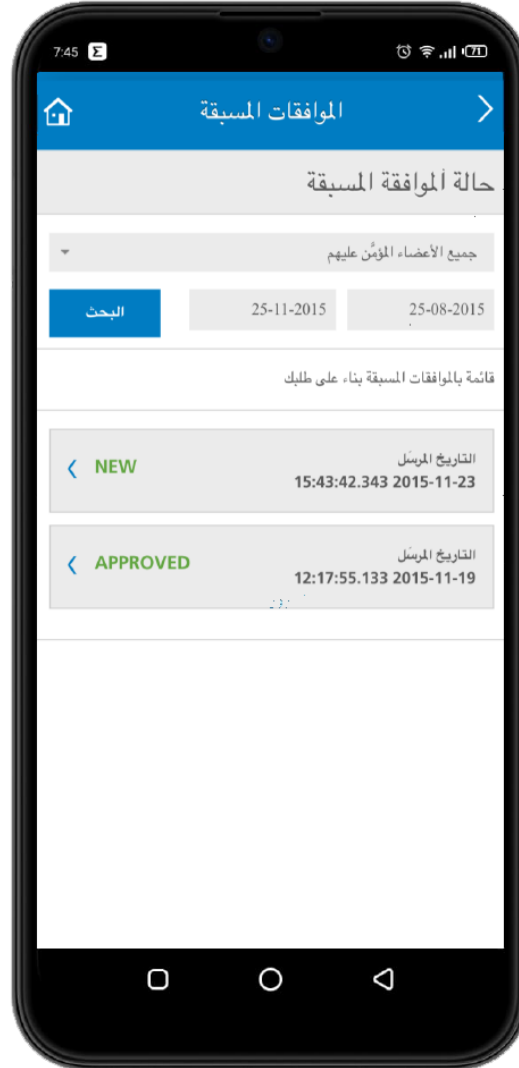 7:45 Σ 71
الموافقات المسبقة
حالة الموافقة المسبقة
جميع الأعضاء المؤمَّن عليهم
25-08-2015 25-11-2015 البحث
قائمة بالموافقات المسبقة بناء على طلبك
التاريخ المرسَل
15:43:42.343 2015-11-23
NEW
التاريخ المرسَل
12:17:55.133 2015-11-19
APPROVED